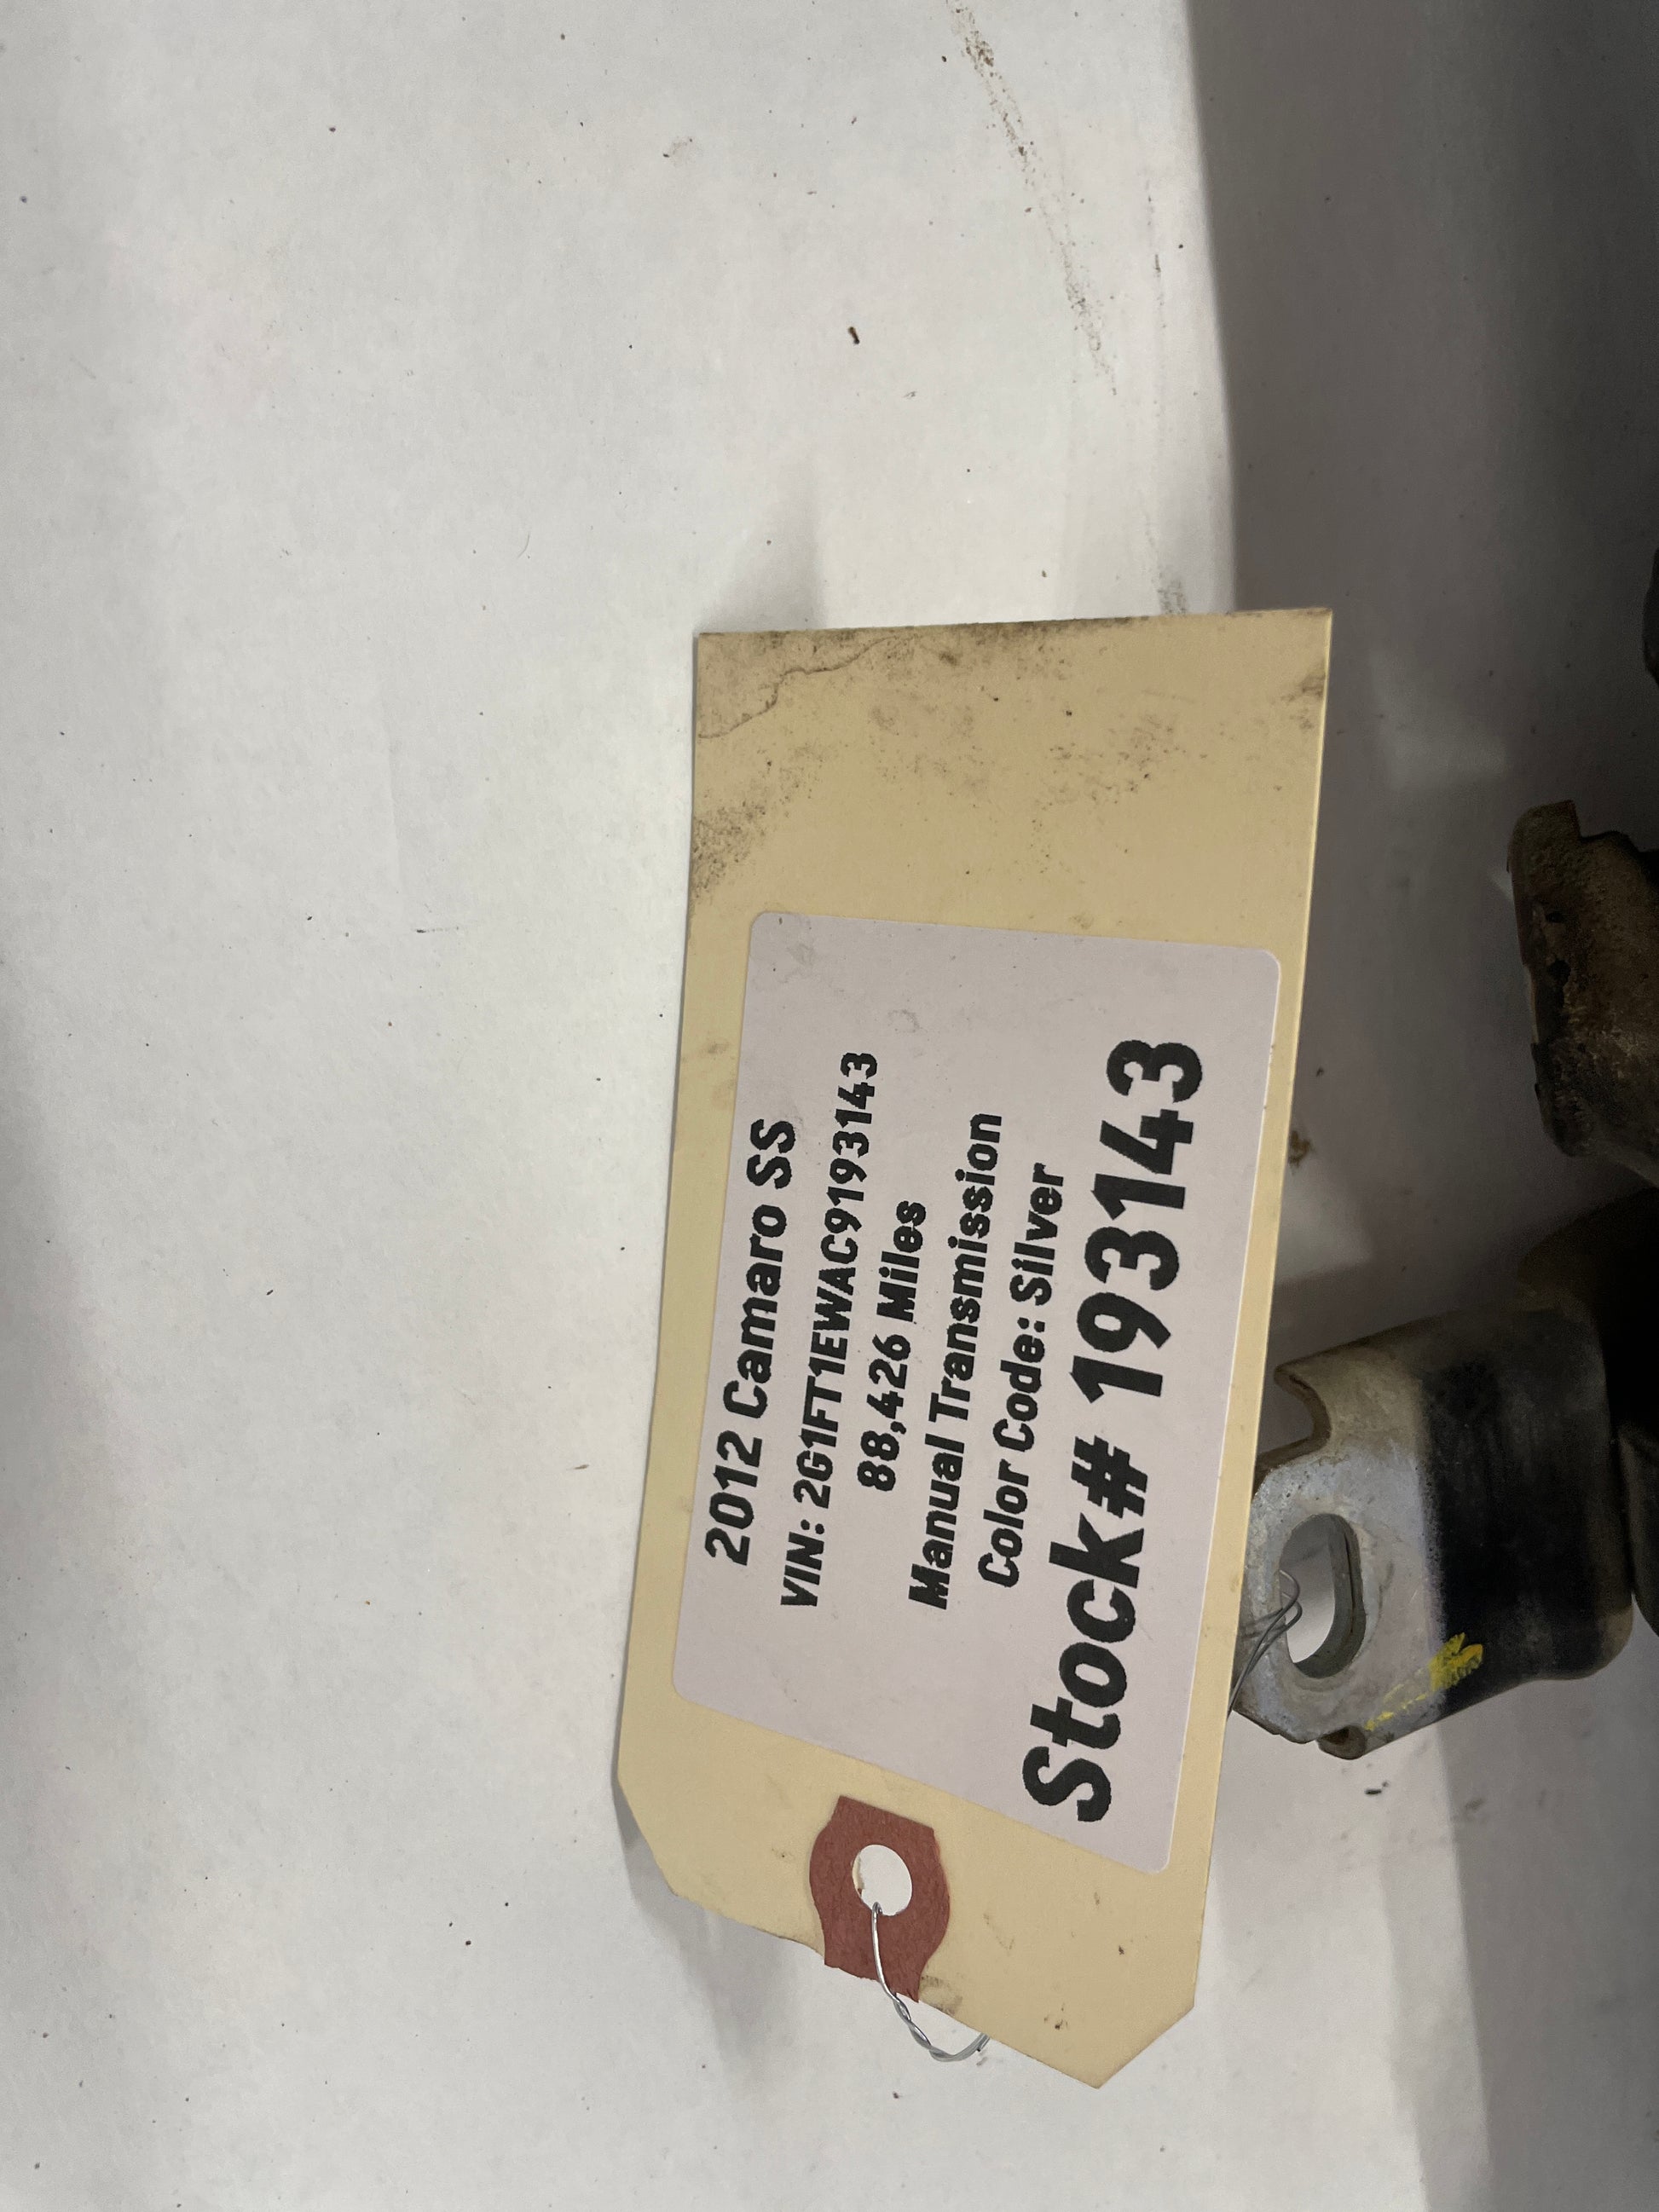 2012 Camaro SS
VIN: 2G1FT1EWAC9193143
88,426 Miles
Manual Transmission
Color Code: Silver
Stock# 193143